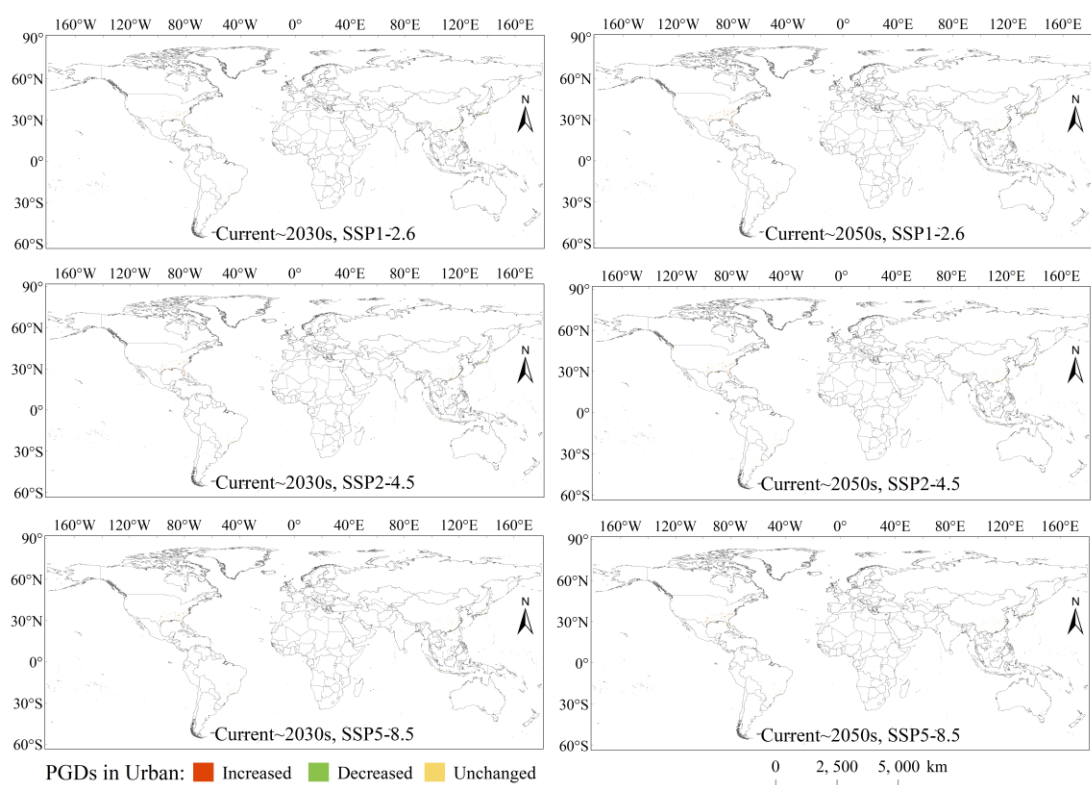 160°W 120°W 80°W 40°W 0° 40°E 80°E 120°E 160°E
90°
60°N
30°N
0°
30°S
60°S
N
Current~2030s, SSP1-2.6
160°W 120°W 80°W 40°W 0° 40°E 80°E 120°E 160°E
90°
60°N
30°N
0°
30°S
60°S
N
Current~2050s, SSP1-2.6
160°W 120°W 80°W 40°W 0° 40°E 80°E 120°E 160°E
90°
60°N
30°N
0°
30°S
60°S
N
Current~2030s, SSP2-4.5
160°W 120°W 80°W 40°W 0° 40°E 80°E 120°E 160°E
90°
60°N
30°N
0°
30°S
60°S
N
Current~2050s, SSP2-4.5
160°W 120°W 80°W 40°W 0° 40°E 80°E 120°E 160°E
90°
60°N
30°N
0°
30°S
60°S
N
Current~2030s, SSP5-8.5
160°W 120°W 80°W 40°W 0° 40°E 80°E 120°E 160°E
90°
60°N
30°N
0°
30°S
60°S
N
Current~2050s, SSP5-8.5
PGDs in Urban: Increased Decreased Unchanged
0 2, 500 5, 000 km